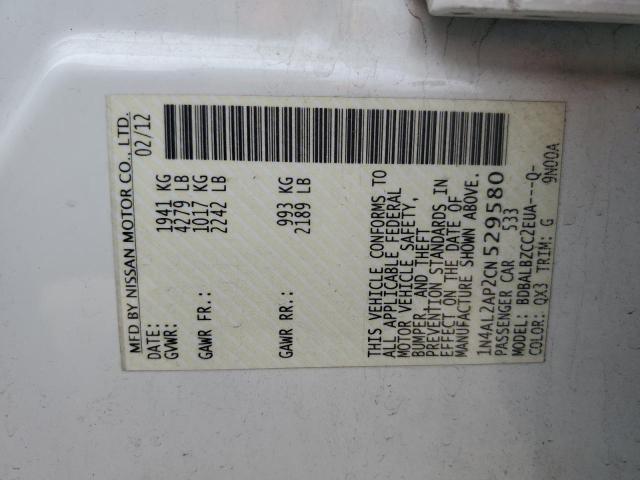 MFD BY NISSAN MOTOR CO., LTD.
DATE: 02/12
GVWR: 1941 KG
4279 LB
GAWR FR.: 1017 KG
2242 LB
GAWR RR.: 993 KG
2189 LB
THIS VEHICLE CONFORMS TO
ALL APPLICABLE FEDERAL
MOTOR VEHICLE SAFETY,
BUMPER, AND THEFT
PREVENTION STANDARDS IN
EFFECT ON THE DATE OF
MANUFACTURE SHOWN ABOVE.
1N4AL2AP2CN529580
PASSENGER CAR 533
MODEL: BDBALBZCC2EUA---Q-
COLOR: QX3 TRIM: G 9N00A